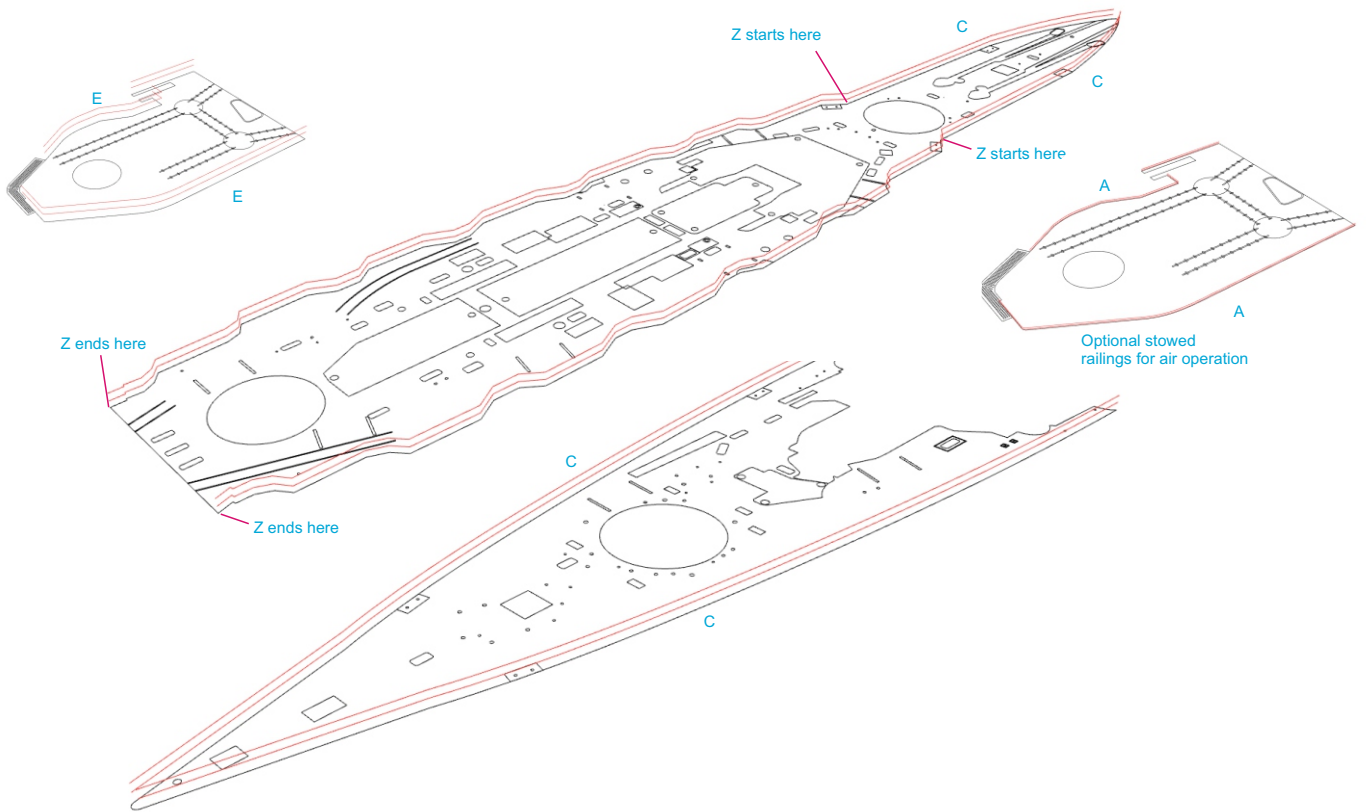 C
Z starts here
E
C
Z starts here
A
E
A
Optional stowed
railings for air operation
Z ends here
C
Z ends here
C